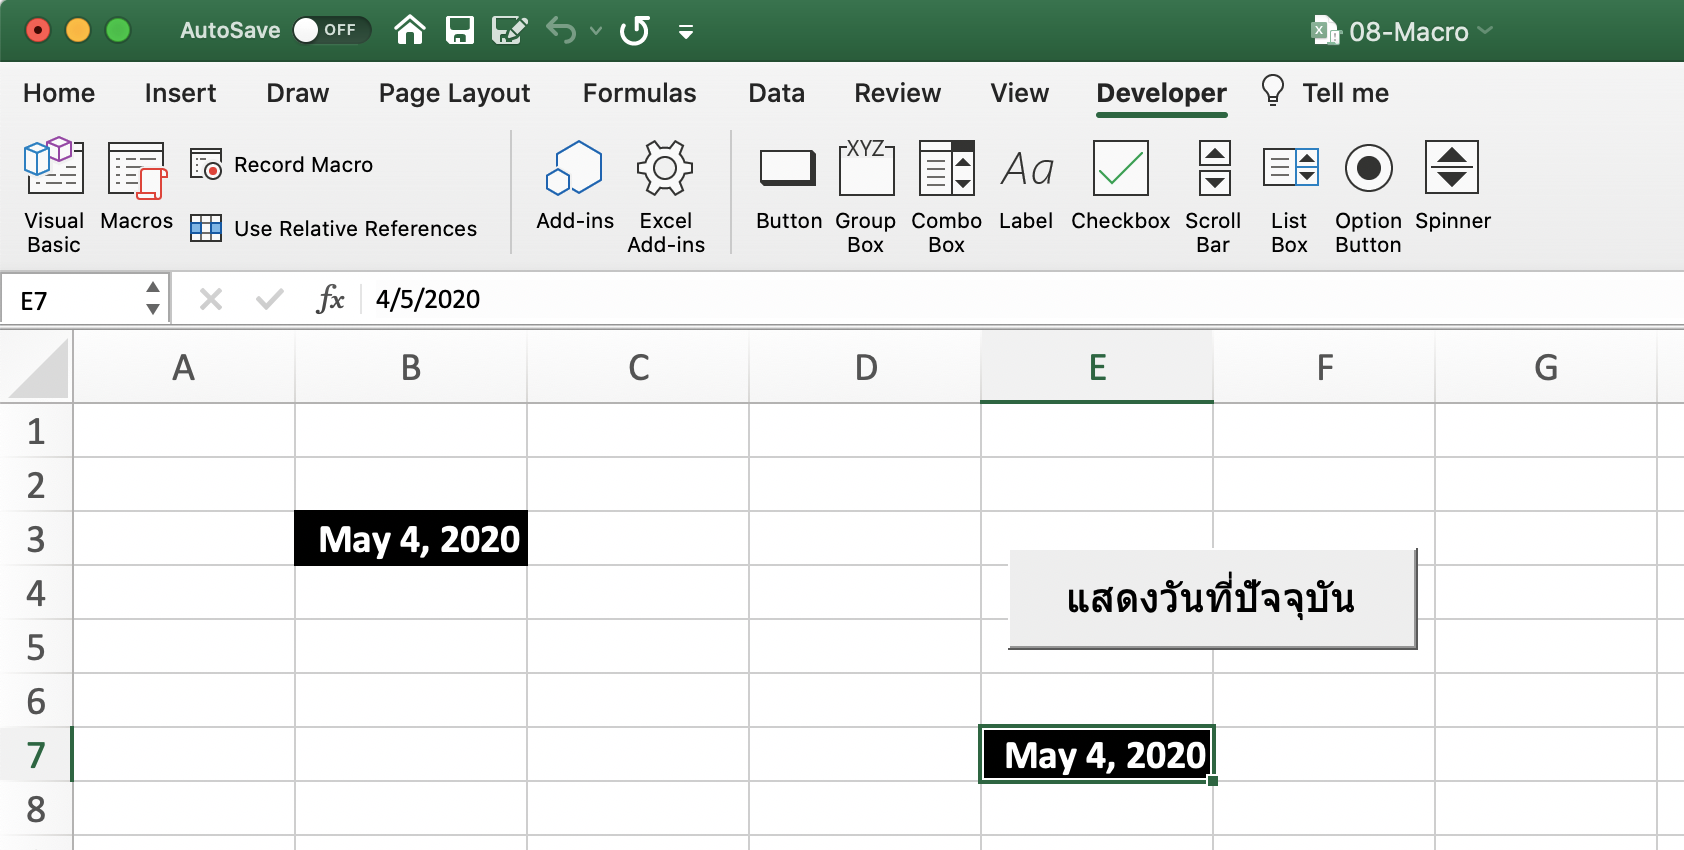 AutoSave OFF 08-Macro
Home Insert Draw Page Layout Formulas Data Review View Developer Tell me
Visual Basic
Macros
Record Macro
Use Relative References
Add-ins
Excel Add-ins
XYZ
Aa
Button
Group Box
Combo Box
Label
Checkbox
Scroll Bar
List Box
Option Button
Spinner
E7 fx 4/5/2020
A B C D E F G
1
2
3 May 4, 2020
4 แสดงวันที่ปัจจุบัน
5
6
7 May 4, 2020
8